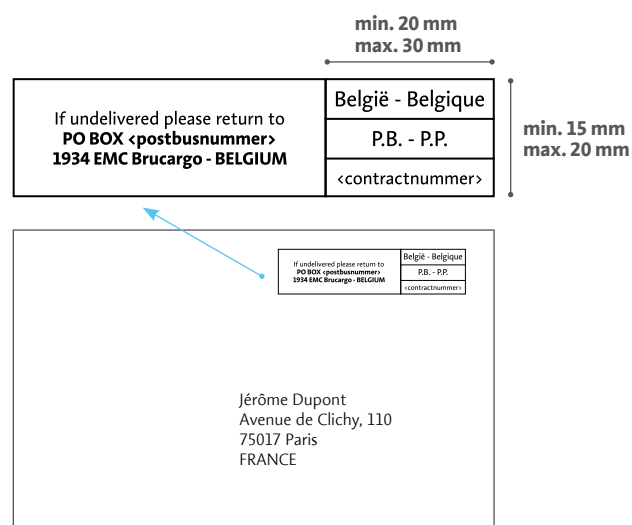 min. 20 mm
max. 30 mm
België - Belgique
P.B. - P.P.
<contractnummer>
If undelivered please return to
PO BOX <postbusnummer>
1934 EMC Brucargo - BELGIUM
min. 15 mm
max. 20 mm
If undelivered please return to
PO BOX <postbusnummer>
1934 EMC Brucargo - BELGIUM
België - Belgique
P.B. - P.P.
<contractnummer>
Jérôme Dupont
Avenue de Clichy, 110
75017 Paris
FRANCE